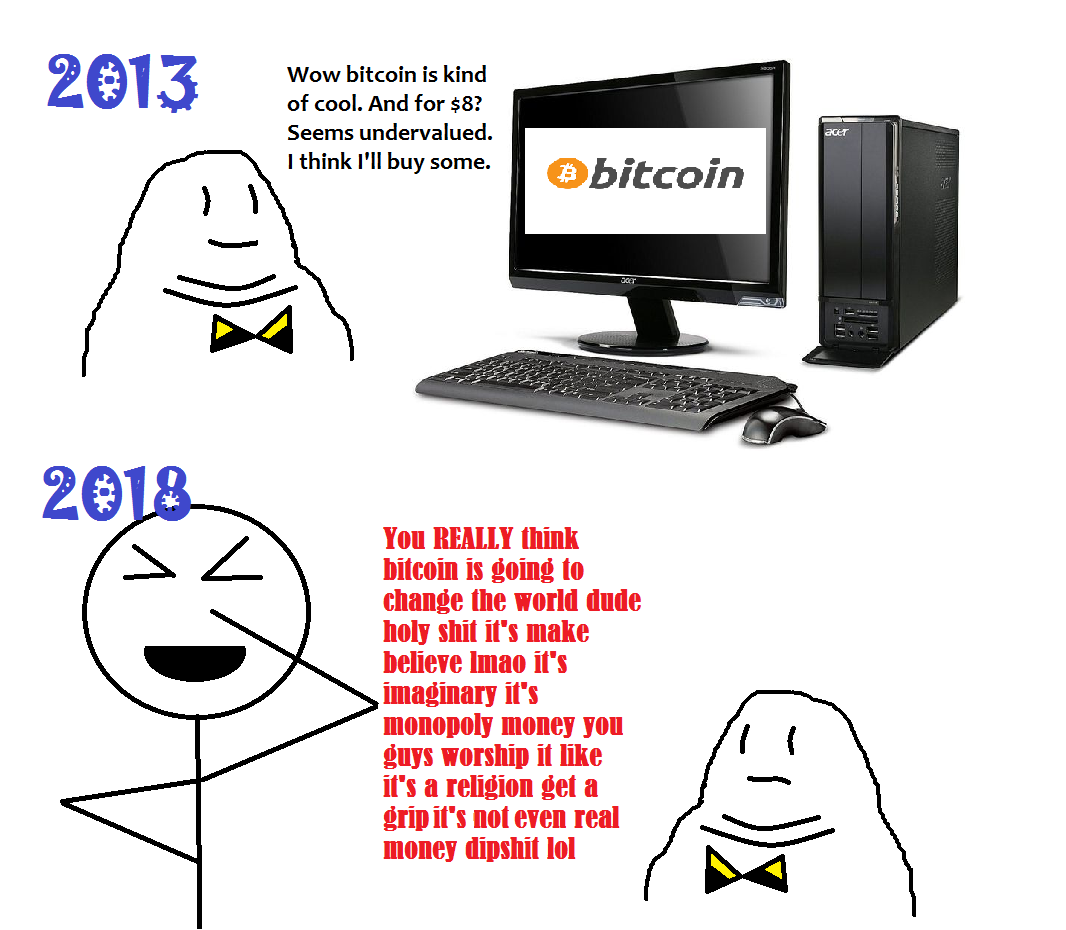 2013
Wow bitcoin is kind
of cool. And for $8?
Seems undervalued.
I think I'll buy some.
bitcoin
acer
acer
2018
You REALLY think
bitcoin is going to
change the world dude
holy shit it's make
believe lmao it's
imaginary it's
monopoly money you
guys worship it like
it's a religion get a
grip it's not even real
money dipshit lol